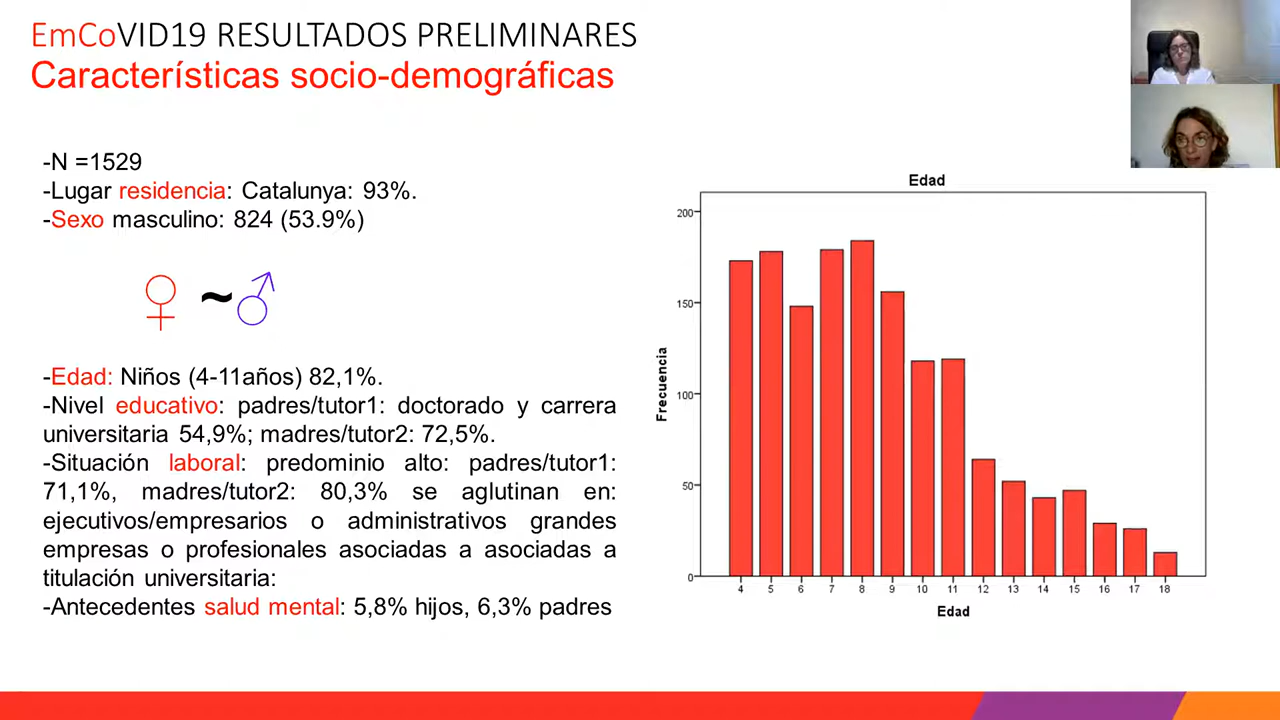 EmCoVID19 RESULTADOS PRELIMINARES
Características socio-demográficas
-N =1529
-Lugar residencia: Catalunya: 93%.
-Sexo masculino: 824 (53.9%)
~
-Edad: Niños (4-11años) 82,1%.
-Nivel educativo: padres/tutor1: doctorado y carrera
universitaria 54,9%; madres/tutor2: 72,5%.
-Situación laboral: predominio alto: padres/tutor1:
71,1%, madres/tutor2: 80,3% se aglutinan en:
ejecutivos/empresarios o administrativos grandes
empresas o profesionales asociadas a asociadas a
titulación universitaria:
-Antecedentes salud mental: 5,8% hijos, 6,3% padres
Edad
Frecuencia
200
150
100
50
0
4 5 6 7 8 9 10 11 12 13 14 15 16 17 18
Edad